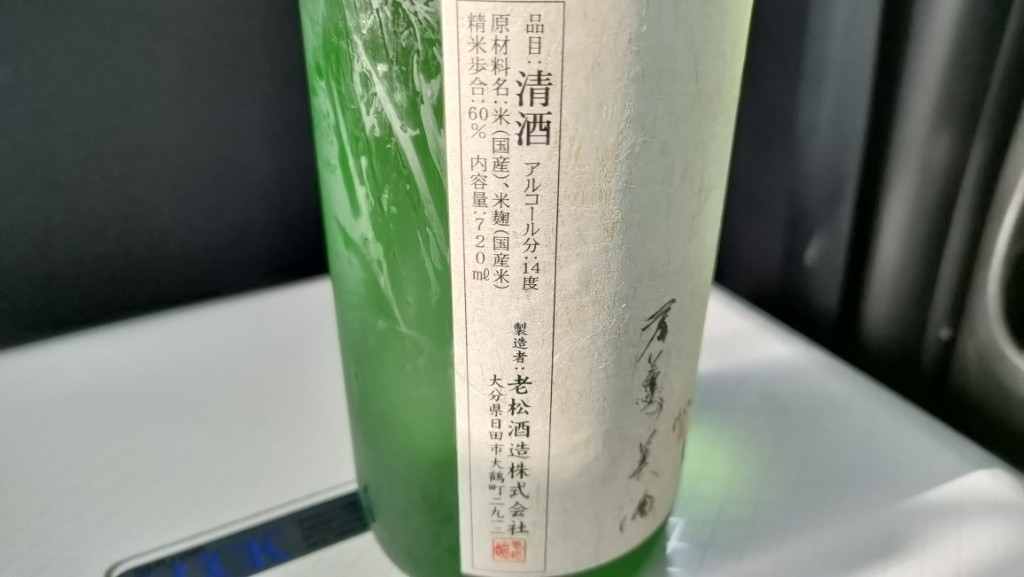 品目:清酒 アルコール分:14度
原材料名:米(国産)、米麹(国産米)
精米歩合:60% 内容量:720㎖
製造者:老松酒造株式会社
大分県日田市大鶴町二九一三